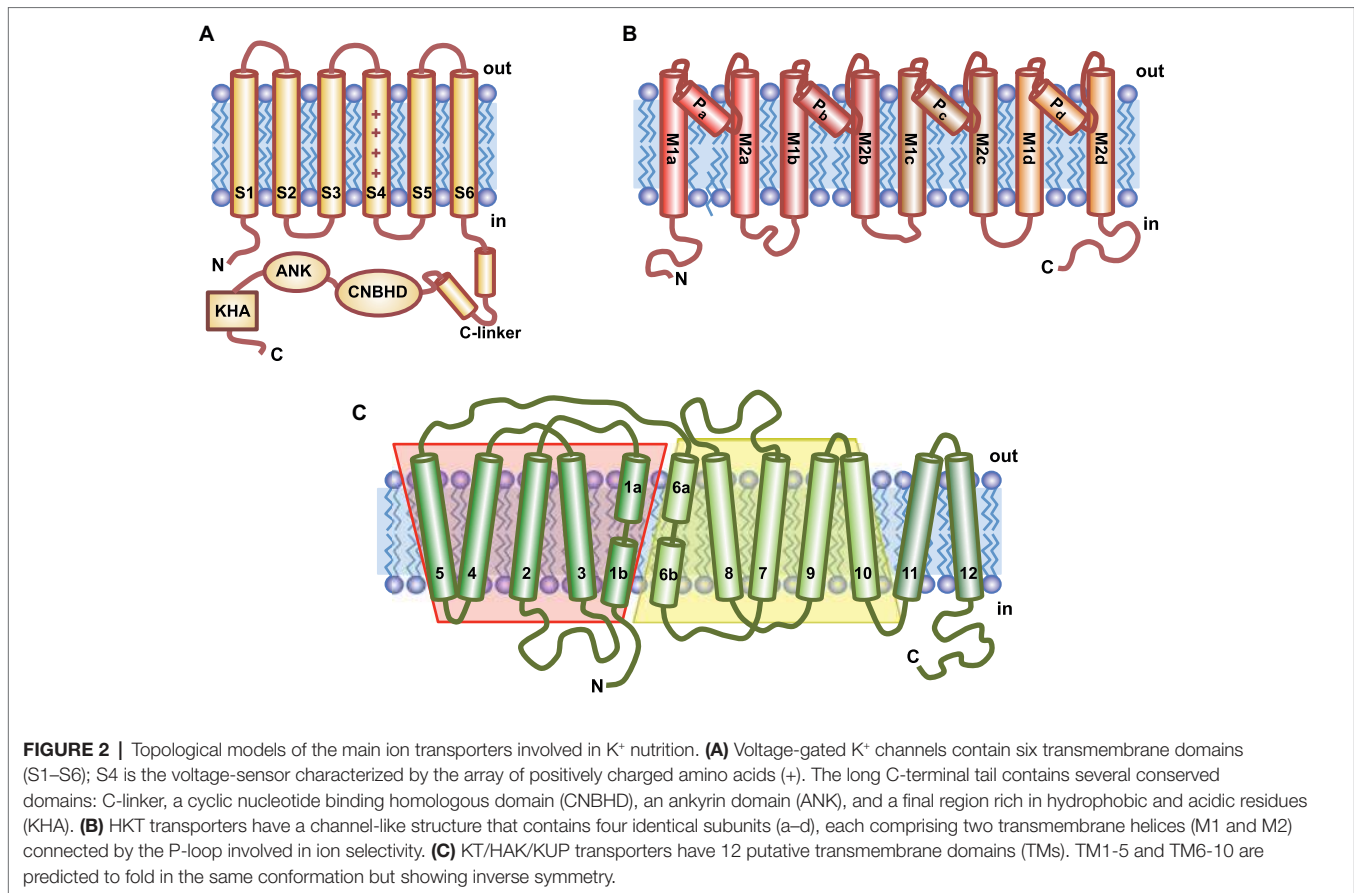 A
out
S1 S2 S3 S4 S5 S6
+
+
+
+
in
N
ANK
CNBHD
KHA
C-linker
C
B
out
Pa Pb Pc Pd
M1a M2a M1b M2b M1c M2c M1d M2d
in
N
C
C
out
1a 6a
5 4 2 3 1b 6b 8 7 9 10 11 12
in
N
C
FIGURE 2 | Topological models of the main ion transporters involved in K⁺ nutrition. (A) Voltage-gated K⁺ channels contain six transmembrane domains
(S1–S6); S4 is the voltage-sensor characterized by the array of positively charged amino acids (+). The long C-terminal tail contains several conserved
domains: C-linker, a cyclic nucleotide binding homologous domain (CNBHD), an ankyrin domain (ANK), and a final region rich in hydrophobic and acidic residues
(KHA). (B) HKT transporters have a channel-like structure that contains four identical subunits (a–d), each comprising two transmembrane helices (M1 and M2)
connected by the P-loop involved in ion selectivity. (C) KT/HAK/KUP transporters have 12 putative transmembrane domains (TMs). TM1-5 and TM6-10 are
predicted to fold in the same conformation but showing inverse symmetry.